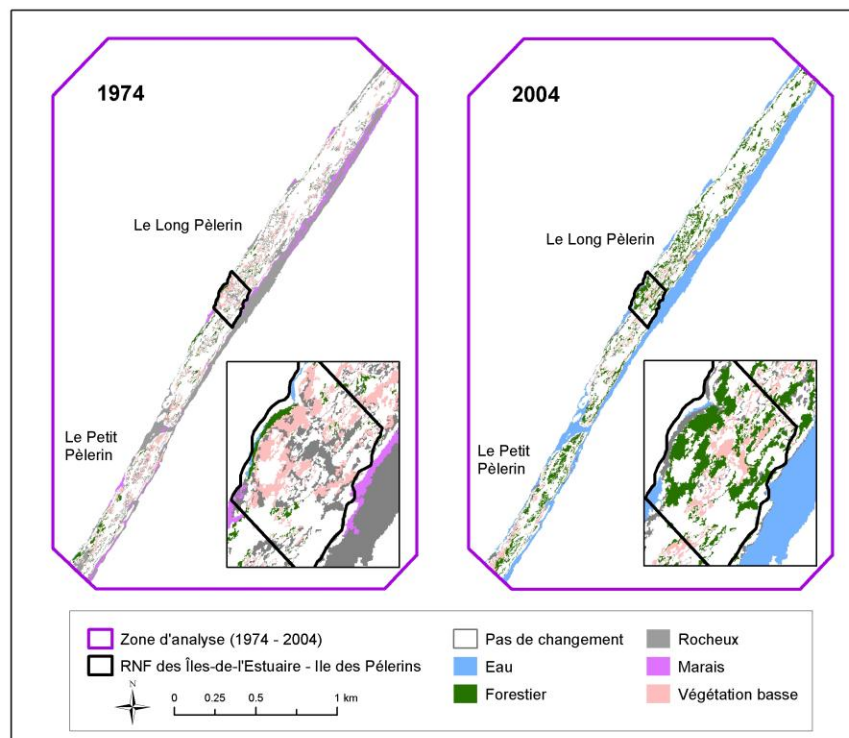 1974
2004
Le Long Pèlerin
Le Long Pèlerin
Le Petit
Pèlerin
Le Petit
Pèlerin
Zone d'analyse (1974 - 2004)
RNF des Îles-de-l'Estuaire - Ile des Pélerins
N
0 0.25 0.5 1 km
Pas de changement
Eau
Forestier
Rocheux
Marais
Végétation basse